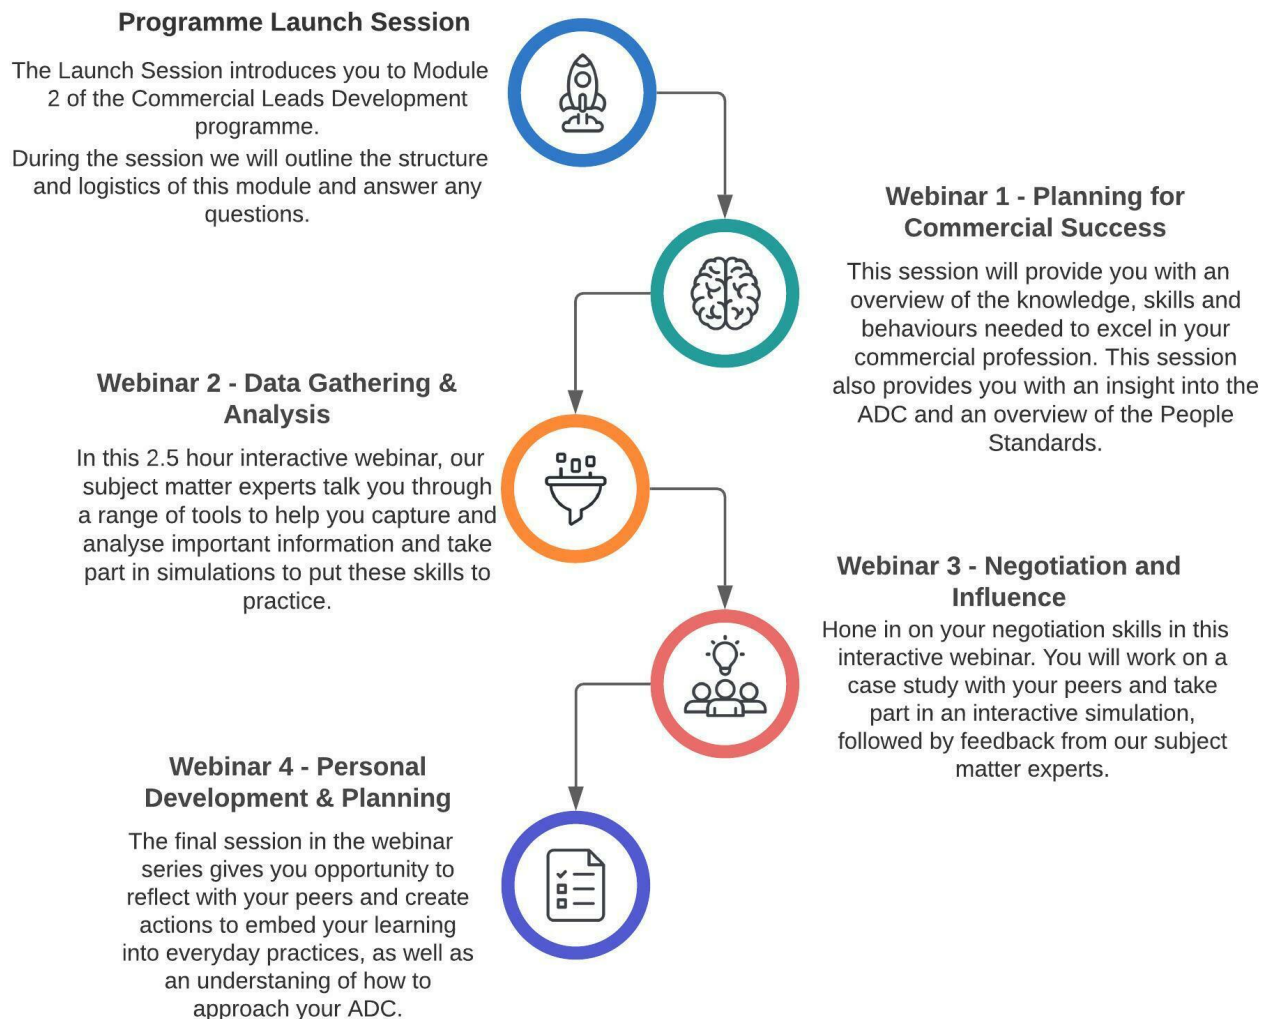 Programme Launch Session
The Launch Session introduces you to Module
2 of the Commercial Leads Development
programme.
During the session we will outline the structure
and logistics of this module and answer any
questions.
Webinar 1 - Planning for
Commercial Success
This session will provide you with an
overview of the knowledge, skills and
behaviours needed to excel in your
commercial profession. This session
also provides you with an insight into the
ADC and an overview of the People
Standards.
Webinar 2 - Data Gathering &
Analysis
In this 2.5 hour interactive webinar, our
subject matter experts talk you through
a range of tools to help you capture and
analyse important information and take
part in simulations to put these skills to
practice.
Webinar 3 - Negotiation and
Influence
Hone in on your negotiation skills in this
interactive webinar. You will work on a
case study with your peers and take
part in an interactive simulation,
followed by feedback from our subject
matter experts.
Webinar 4 - Personal
Development & Planning
The final session in the webinar
series gives you opportunity to
reflect with your peers and create
actions to embed your learning
into everyday practices, as well as
an understaning of how to
approach your ADC.